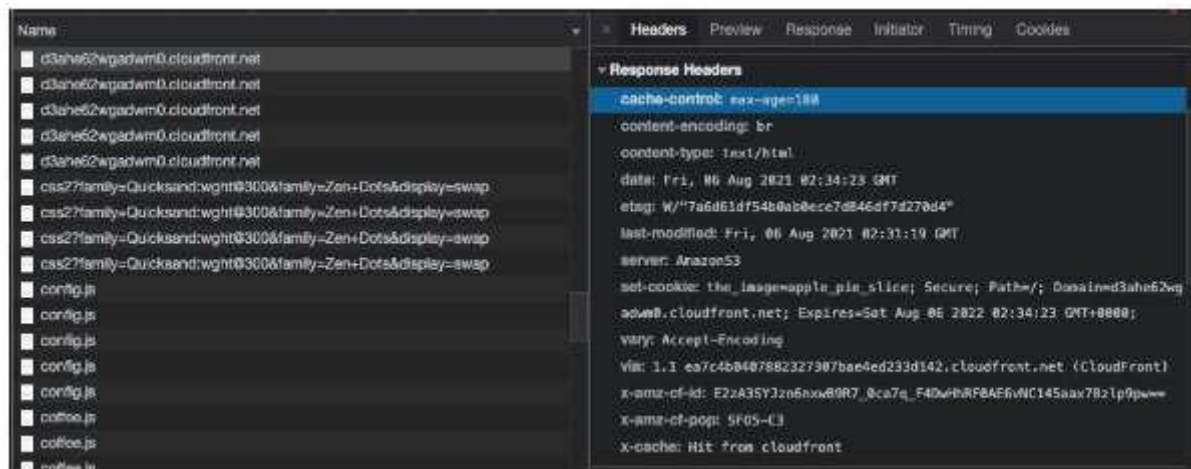 Name
d3ahe62wgadwm0.cloudfront.net
d3ahe62wgadwm0.cloudfront.net
d3ahe62wgadwm0.cloudfront.net
d3ahe62wgadwm0.cloudfront.net
d3ahe62wgadwm0.cloudfront.net
css2?family=Quicksand:wght@300&family=Zen+Dots&display=swap
css2?family=Quicksand:wght@300&family=Zen+Dots&display=swap
css2?family=Quicksand:wght@300&family=Zen+Dots&display=swap
css2?family=Quicksand:wght@300&family=Zen+Dots&display=swap
config.js
config.js
config.js
config.js
config.js
coffee.js
coffee.js
coffee.js
Headers Preview Response Initiator Timing Cookies
Response Headers
cache-control: max-age=180
content-encoding: br
content-type: text/html
date: Fri, 06 Aug 2021 02:34:23 GMT
etag:
last-modified: Fri, 06 Aug 2021 02:31:19 GMT
server: AmazonS3
set-cookie: the_image=apple_pie_slice; Secure; Path=/; Domain=d3ahe62wg
adwm0.cloudfront.net; Expires=Sat Aug 06 2022 02:34:23 GMT+0000;
vary: Accept-Encoding
via: 1.1 (CloudFront)
x-amz-cf-id:
x-amz-cf-pop: SFO5-C3
x-cache: Hit from cloudfront